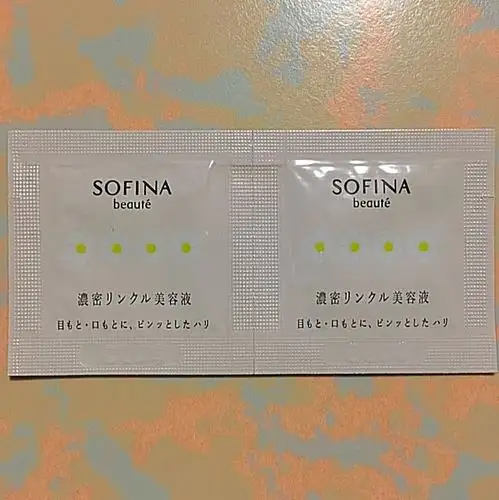 SOFINA
beauté
濃密リンクル美容液
目もと・口もとに、ピンッとしたハリ
SOFINA
beauté
濃密リンクル美容液
目もと・口もとに、ピンッとしたハリ